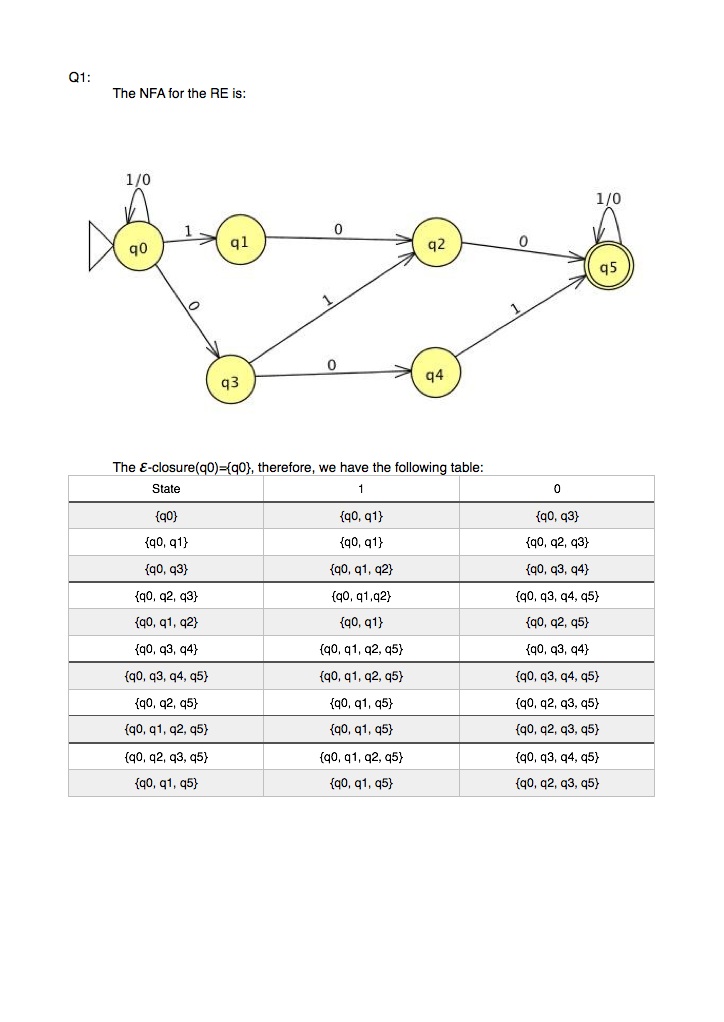 Q1:
The NFA for the RE is:
1/0
1/0
1
0
q0
q1
q2
0
q5
0
1
1
0
q3
q4
The ε-closure(q0)={q0}, therefore, we have the following table:
State 1 0
{q0} {q0, q1} {q0, q3}
{q0, q1} {q0, q1} {q0, q2, q3}
{q0, q3} {q0, q1, q2} {q0, q3, q4}
{q0, q2, q3} {q0, q1,q2} {q0, q3, q4, q5}
{q0, q1, q2} {q0, q1} {q0, q2, q5}
{q0, q3, q4} {q0, q1, q2, q5} {q0, q3, q4}
{q0, q3, q4, q5} {q0, q1, q2, q5} {q0, q3, q4, q5}
{q0, q2, q5} {q0, q1, q5} {q0, q2, q3, q5}
{q0, q1, q2, q5} {q0, q1, q5} {q0, q2, q3, q5}
{q0, q2, q3, q5} {q0, q1, q2, q5} {q0, q3, q4, q5}
{q0, q1, q5} {q0, q1, q5} {q0, q2, q3, q5}